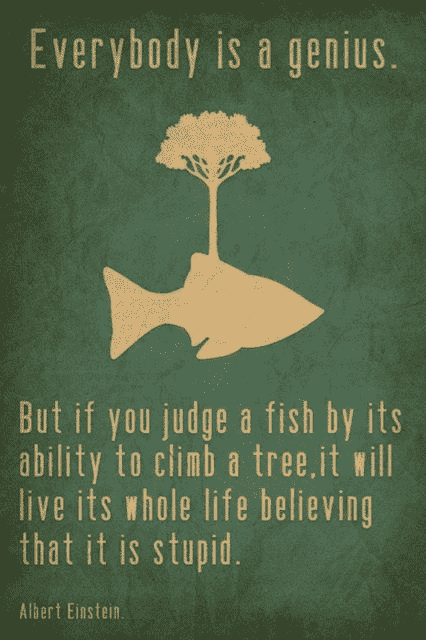 Everybody is a genius.
But if you judge a fish by its
ability to climb a tree,it will
live its whole life believing
that it is stupid.
Albert Einstein.